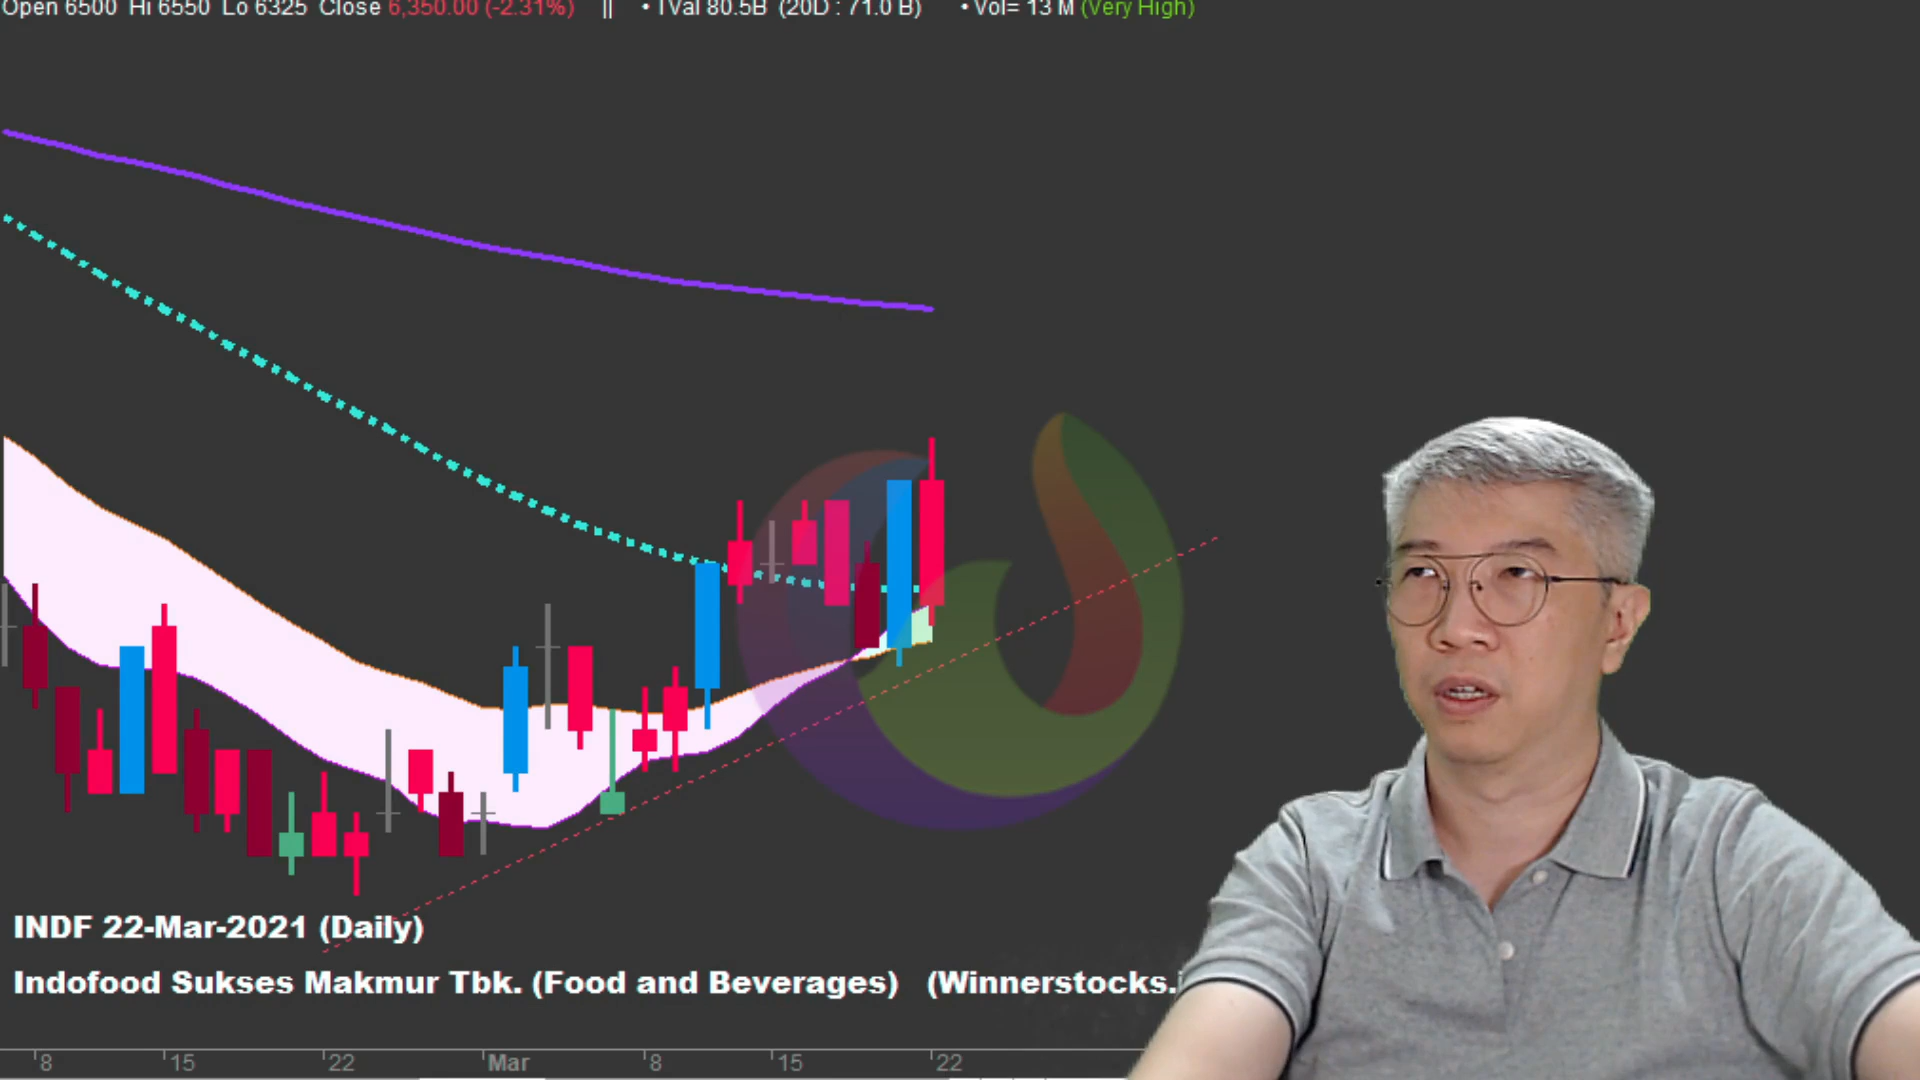 Open 6500 Hi 6550 Lo 6325 Close 6,350.00 (-2.31%) || • TVal 80.5B (20D : 71.0 B) • Vol= 13 M (Very High)
INDF 22-Mar-2021 (Daily)
Indofood Sukses Makmur Tbk. (Food and Beverages) (Winnerstocks.
8 15 22 Mar 8 15 22